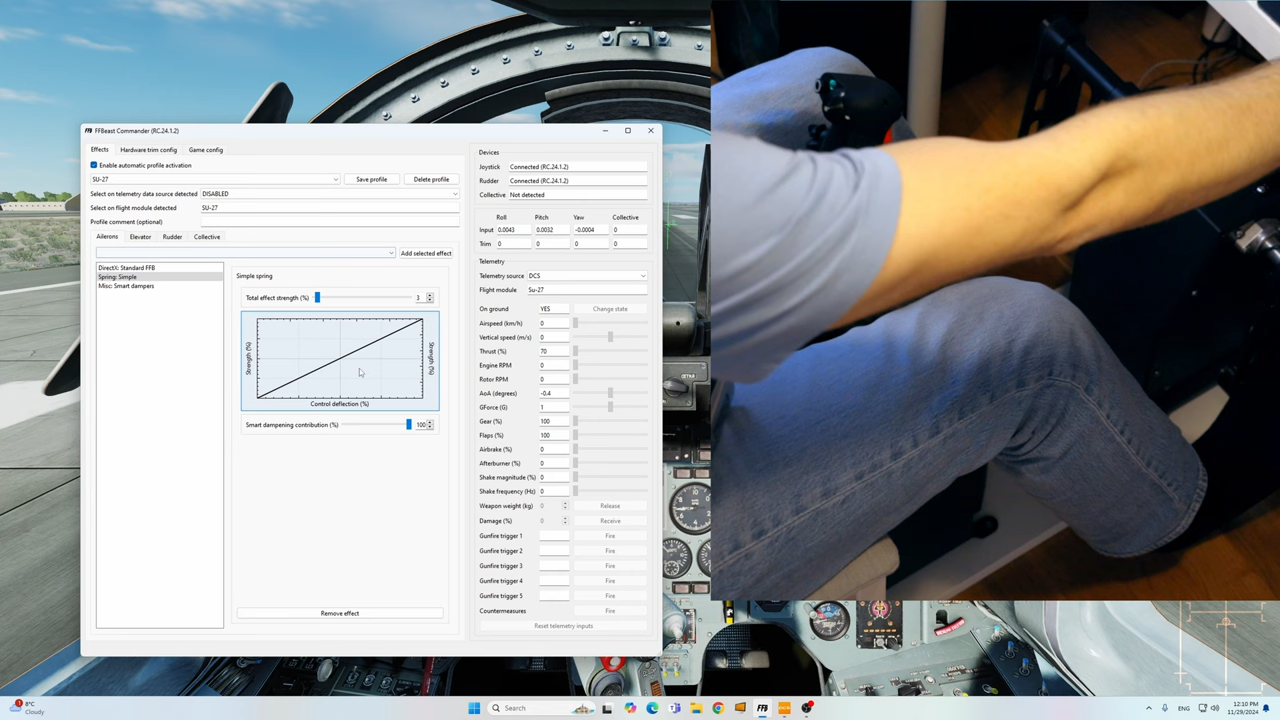 FFBeast Commander (RC.24.1.2)
Effects Hardware trim config Game config
Enable automatic profile activation
SU-27 Save profile Delete profile
Select on telemetry data source detected DISABLED
Select on flight module detected SU-27
Profile comment (optional)
Ailerons Elevator Rudder Collective
Add selected effect
DirectX: Standard FFB
Spring: Simple
Misc: Smart dampers
Simple spring
Total effect strength (%) 3
Strength (%)
Strength (%)
Control deflection (%)
Smart dampening contribution (%) 100
Remove effect
Devices
Joystick Connected (RC.24.1.2)
Rudder Connected (RC.24.1.2)
Collective Not detected
Roll Pitch Yaw Collective
Input 0.0043 0.0032 -0.0004 0
Trim 0 0 0 0
Telemetry
Telemetry source DCS
Flight module Su-27
On ground YES Change state
Airspeed (km/h) 0
Vertical speed (m/s) 0
Thrust (%) 70
Engine RPM 0
Rotor RPM 0
AoA (degrees) -0.4
GForce (G) 1
Gear (%) 100
Flaps (%) 100
Airbrake (%) 0
Afterburner (%) 0
Shake magnitude (%) 0
Shake frequency (Hz) 0
Weapon weight (kg) 0 Release
Damage (%) 0 Receive
Gunfire trigger 1 Fire
Gunfire trigger 2 Fire
Gunfire trigger 3 Fire
Gunfire trigger 4 Fire
Gunfire trigger 5 Fire
Countermeasures Fire
Reset telemetry inputs
8°C
Cloudy
Search
FFB
ENG
12:10 PM
11/29/2024